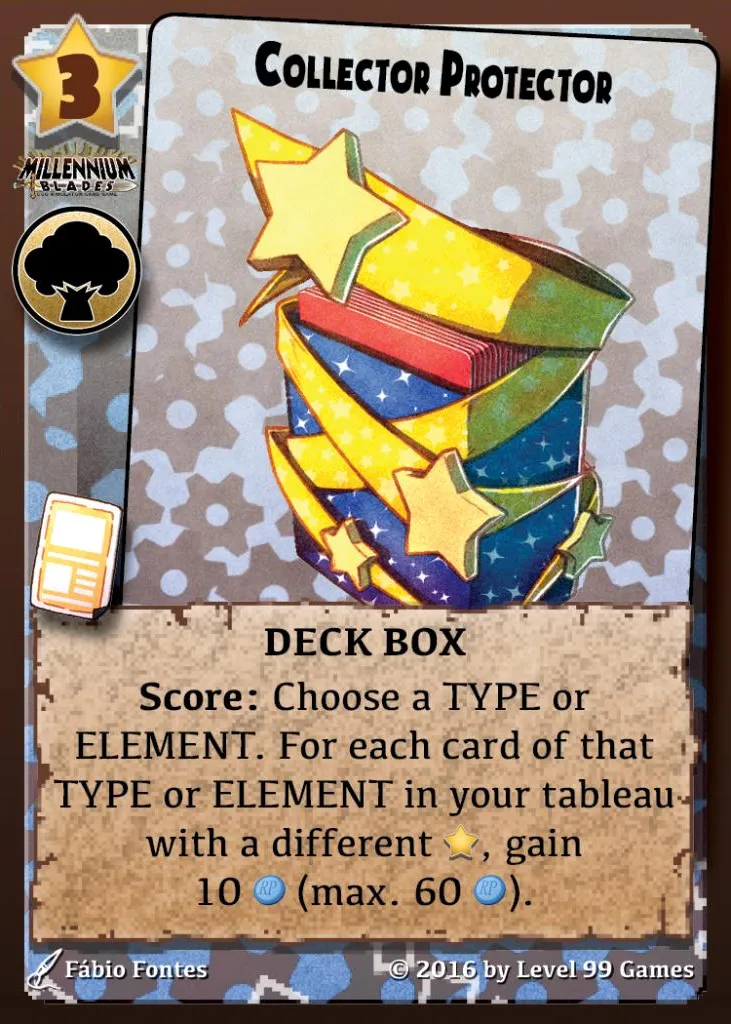 3
COLLECTOR PROTECTOR
MILLENNIUM
BLADES
DECK BOX
Score: Choose a TYPE or
ELEMENT. For each card of that
TYPE or ELEMENT in your tableau
with a different , gain
10 RP (max. 60 RP).
Fábio Fontes
© 2016 by Level 99 Games